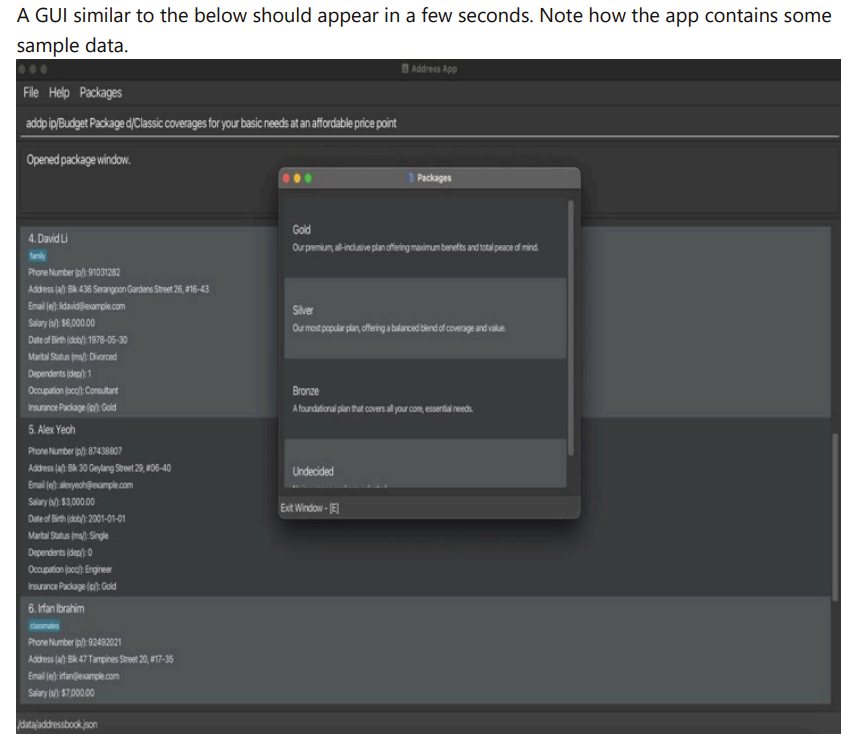 A GUI similar to the below should appear in a few seconds. Note how the app contains some
sample data.
Address App
File Help Packages
addp ip/Budget Package d/Classic coverages for your basic needs at an affordable price point
Opened package window.
4. David Li
family
Phone Number (p/): 91031282
Address (a/): Blk 436 Serangoon Gardens Street 26, #16-43
Email (e/): lidavid@example.com
Salary (s/): $6,000.00
Date of Birth (dob/): 1978-05-30
Marital Status (ms/): Divorced
Dependents (dep/): 1
Occupation (occ/): Consultant
Insurance Package (ip/): Gold
5. Alex Yeoh
Phone Number (p/): 87438807
Address (a/): Blk 30 Geylang Street 29, #06-40
Email (e/): alexyeoh@example.com
Salary (s/): $3,000.00
Date of Birth (dob/): 2001-01-01
Marital Status (ms/): Single
Dependents (dep/): 0
Occupation (occ/): Engineer
Insurance Package (ip/): Gold
6. Irfan Ibrahim
classmates
Phone Number (p/): 92492021
Address (a/): Blk 47 Tampines Street 20, #17-35
Email (e/): irfan@example.com
Salary (s/): $7,000.00
Packages
Gold
Our premium, all-inclusive plan offering maximum benefits and total peace of mind.
Silver
Our most popular plan, offering a balanced blend of coverage and value.
Bronze
A foundational plan that covers all your core, essential needs.
Undecided
Exit Window - [E]
/data/addressbook.json